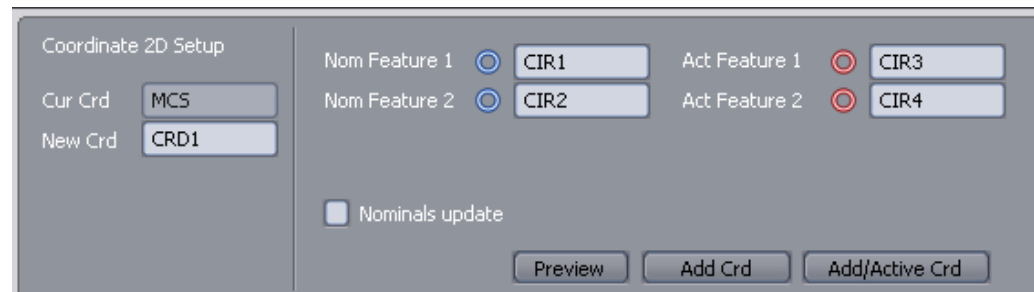 Coordinate 2D Setup
Cur Crd MCS
New Crd CRD1
Nom Feature 1 CIR1 Act Feature 1 CIR3
Nom Feature 2 CIR2 Act Feature 2 CIR4
Nominals update
Preview Add Crd Add/Active Crd